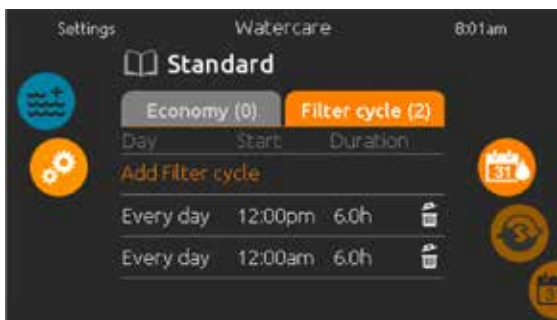 Settings Watercare 8:01am
Standard
Economy (0) Filter cycle (2)
Day Start Duration
Add Filter cycle
Every day 12:00pm 6.0h
Every day 12:00am 6.0h
31